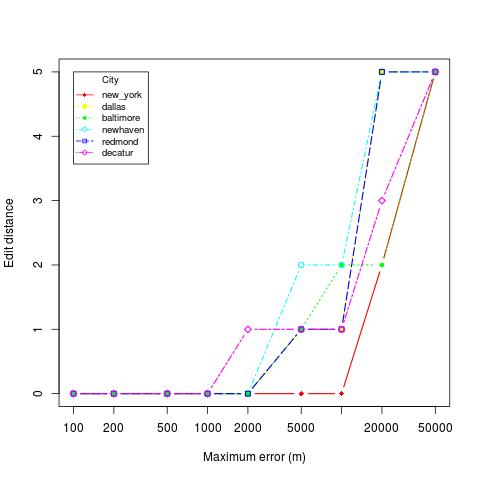 City
new_york
dallas
baltimore
newhaven
redmond
decatur
Edit distance
5
4
3
2
1
0
100 200 500 1000 2000 5000 20000 50000
Maximum error (m)